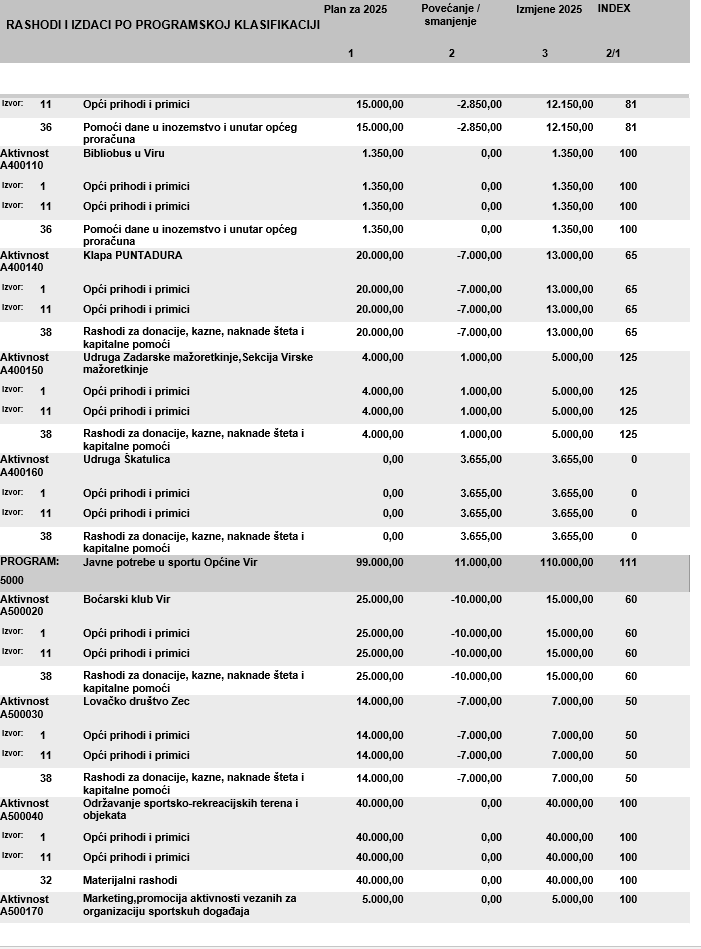 RASHODI I IZDACI PO PROGRAMSKOJ KLASIFIKACIJI Plan za 2025 Povećanje / smanjenje Izmjene 2025 INDEX
1 2 3 2/1
Izvor: 11 Opći prihodi i primici 15.000,00 -2.850,00 12.150,00 81
36 Pomoći dane u inozemstvo i unutar općeg 15.000,00 -2.850,00 12.150,00 81
proračuna
Aktivnost Bibliobus u Viru 1.350,00 0,00 1.350,00 100
A400110
Izvor: 1 Opći prihodi i primici 1.350,00 0,00 1.350,00 100
Izvor: 11 Opći prihodi i primici 1.350,00 0,00 1.350,00 100
36 Pomoći dane u inozemstvo i unutar općeg 1.350,00 0,00 1.350,00 100
proračuna
Aktivnost Klapa PUNTADURA 20.000,00 -7.000,00 13.000,00 65
A400140
Izvor: 1 Opći prihodi i primici 20.000,00 -7.000,00 13.000,00 65
Izvor: 11 Opći prihodi i primici 20.000,00 -7.000,00 13.000,00 65
38 Rashodi za donacije, kazne, naknade šteta i 20.000,00 -7.000,00 13.000,00 65
kapitalne pomoći
Aktivnost Udruga Zadarske mažoretkinje,Sekcija Virske 4.000,00 1.000,00 5.000,00 125
A400150 mažoretkinje
Izvor: 1 Opći prihodi i primici 4.000,00 1.000,00 5.000,00 125
Izvor: 11 Opći prihodi i primici 4.000,00 1.000,00 5.000,00 125
38 Rashodi za donacije, kazne, naknade šteta i 4.000,00 1.000,00 5.000,00 125
kapitalne pomoći
Aktivnost Udruga Škatulica 0,00 3.655,00 3.655,00 0
A400160
Izvor: 1 Opći prihodi i primici 0,00 3.655,00 3.655,00 0
Izvor: 11 Opći prihodi i primici 0,00 3.655,00 3.655,00 0
38 Rashodi za donacije, kazne, naknade šteta i 0,00 3.655,00 3.655,00 0
kapitalne pomoći
PROGRAM: Javne potrebe u sportu Općine Vir 99.000,00 11.000,00 110.000,00 111
5000
Aktivnost Boćarski klub Vir 25.000,00 -10.000,00 15.000,00 60
A500020
Izvor: 1 Opći prihodi i primici 25.000,00 -10.000,00 15.000,00 60
Izvor: 11 Opći prihodi i primici 25.000,00 -10.000,00 15.000,00 60
38 Rashodi za donacije, kazne, naknade šteta i 25.000,00 -10.000,00 15.000,00 60
kapitalne pomoći
Aktivnost Lovačko društvo Zec 14.000,00 -7.000,00 7.000,00 50
A500030
Izvor: 1 Opći prihodi i primici 14.000,00 -7.000,00 7.000,00 50
Izvor: 11 Opći prihodi i primici 14.000,00 -7.000,00 7.000,00 50
38 Rashodi za donacije, kazne, naknade šteta i 14.000,00 -7.000,00 7.000,00 50
kapitalne pomoći
Aktivnost Održavanje sportsko-rekreacijskih terena i 40.000,00 0,00 40.000,00 100
A500040 objekata
Izvor: 1 Opći prihodi i primici 40.000,00 0,00 40.000,00 100
Izvor: 11 Opći prihodi i primici 40.000,00 0,00 40.000,00 100
32 Materijalni rashodi 40.000,00 0,00 40.000,00 100
Aktivnost Marketing,promocija aktivnosti vezanih za 5.000,00 0,00 5.000,00 100
A500170 organizaciju sportskuh događaja